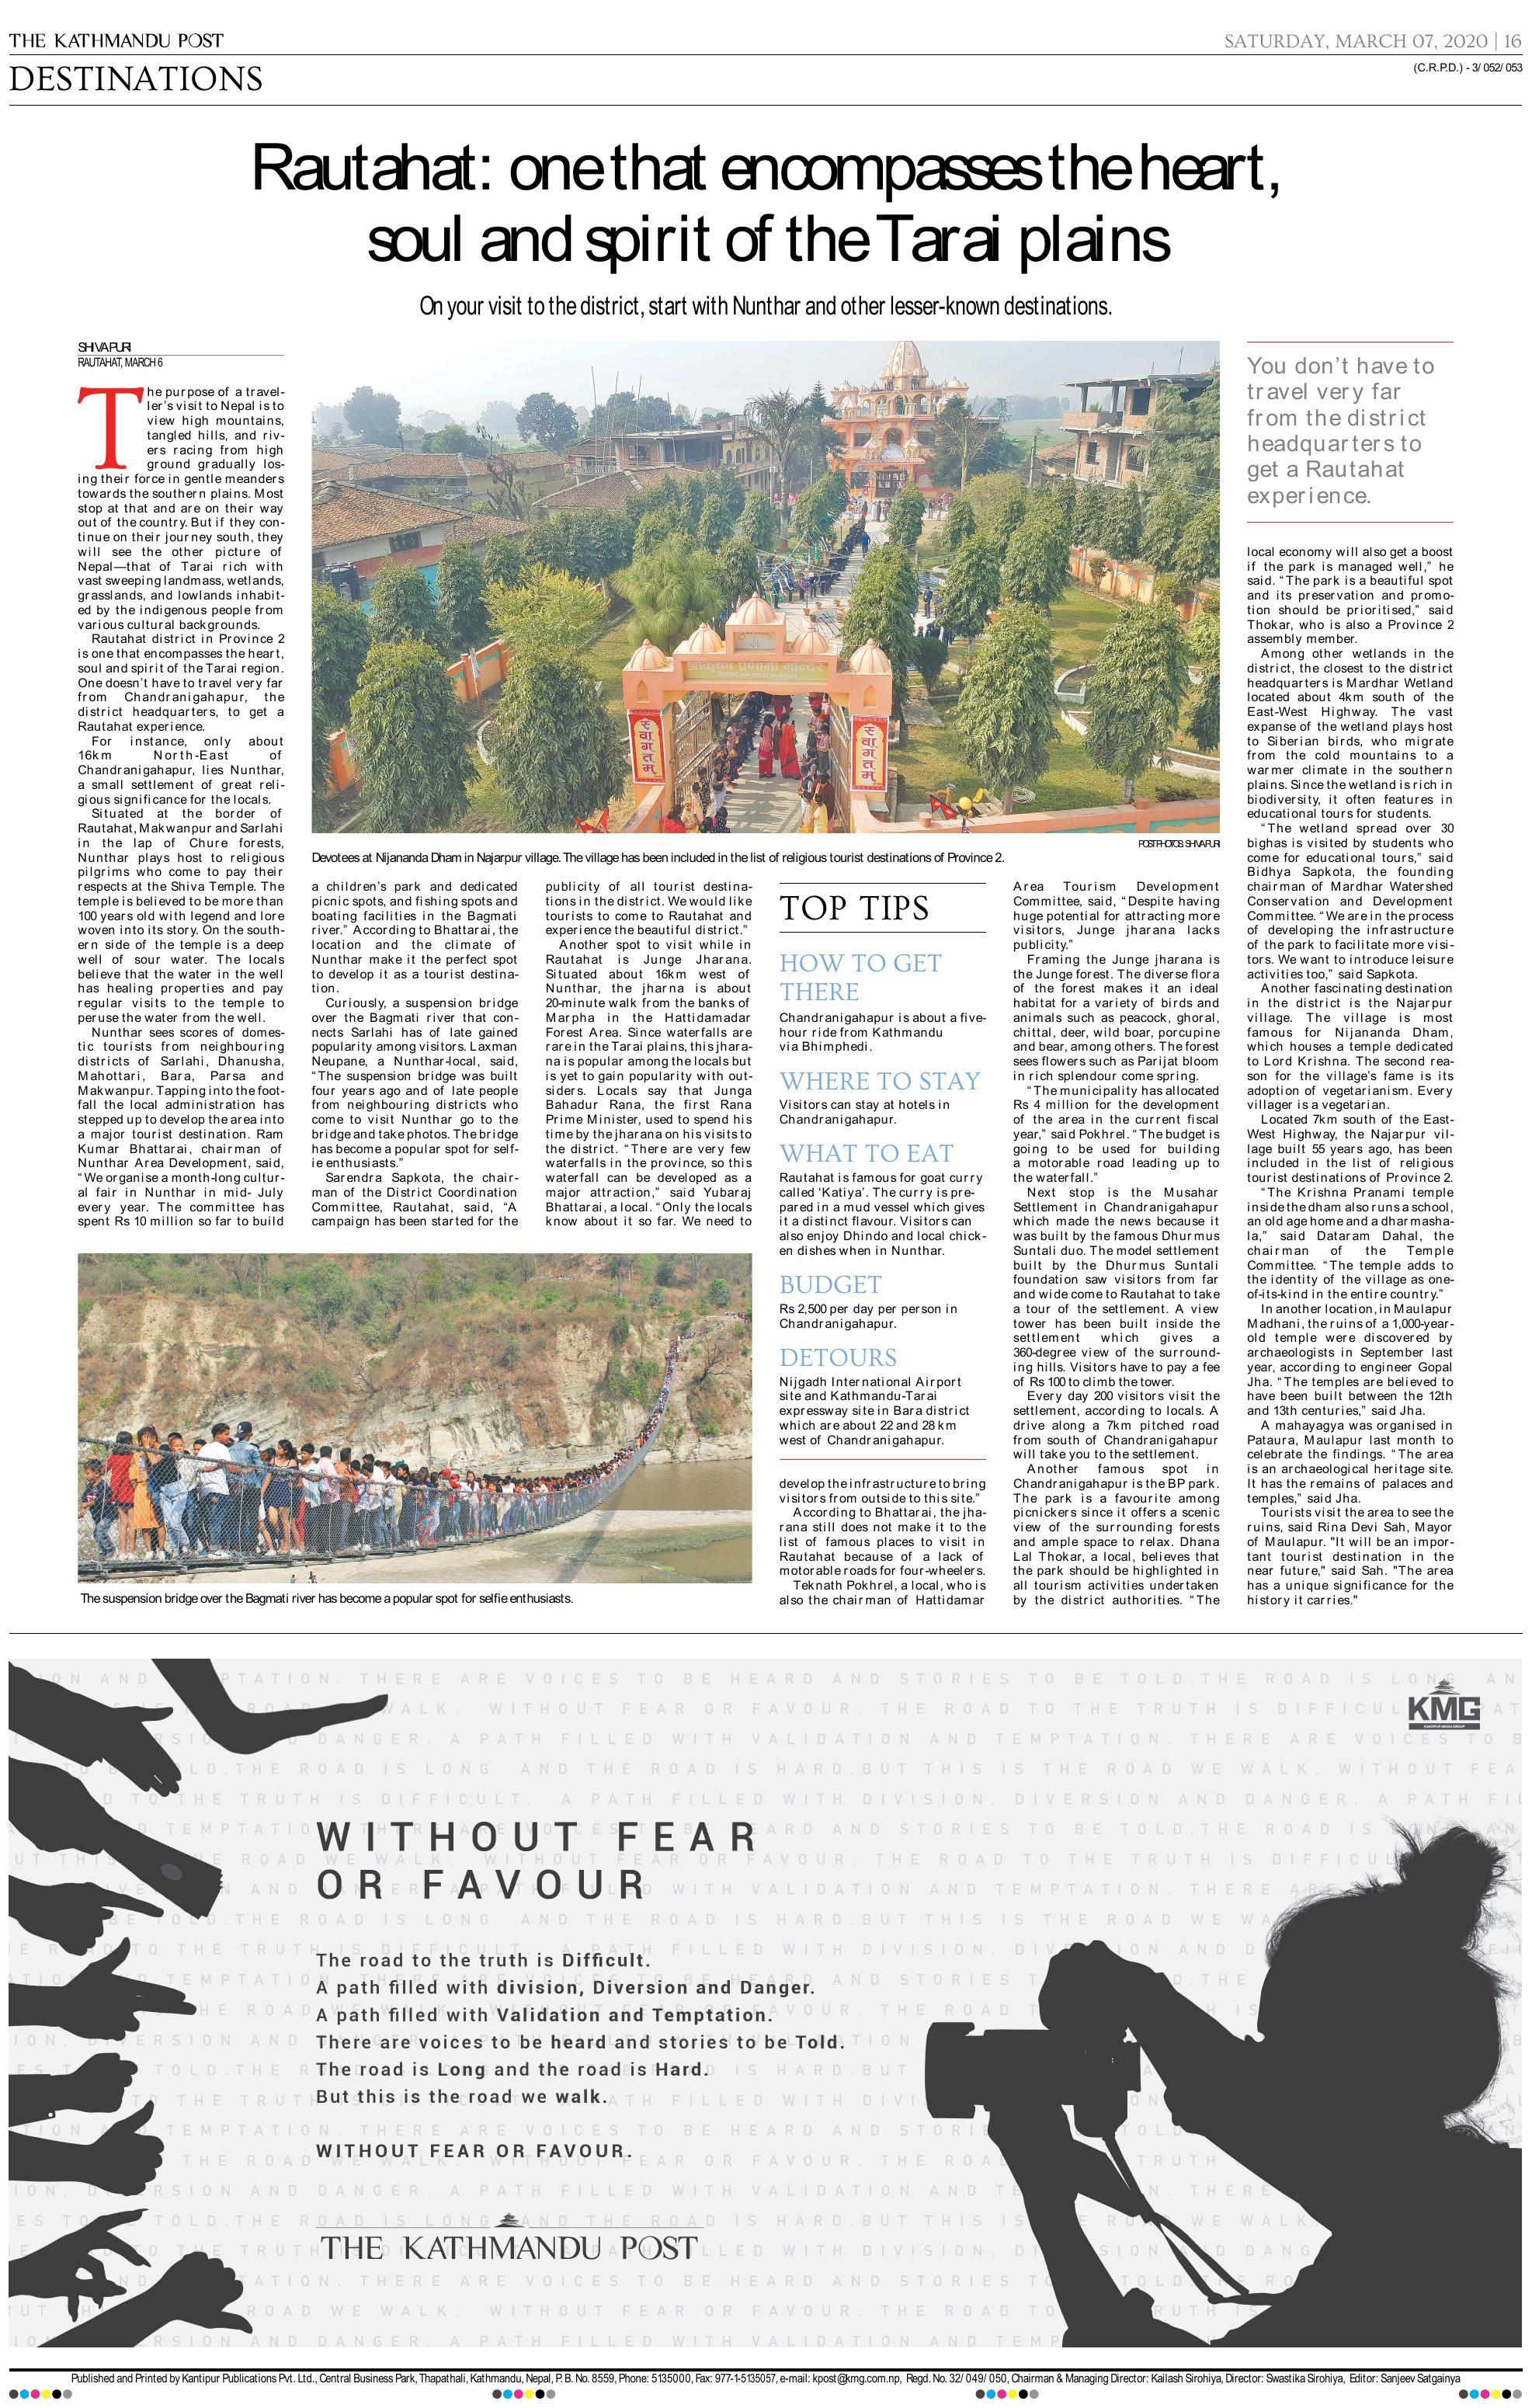 THE KATHMANDU POST
SATURDAY, MARCH 07, 2020 | 16
DESTINATIONS
(C.R.P.D.) - 3/ 052/ 053
Rautahat: one that encompasses the heart,
soul and spirit of the Tarai plains
On your visit to the district, start with Nunthar and other lesser-known destinations.
SHIVA PURI
RAUTAHAT, MARCH 6
The purpose of a travel-
ler's visit to Nepal is to
view high mountains,
tangled hills, and riv-
ers racing from high
ground gradually los-
ing their force in gentle meanders
towards the southern plains. Most
stop at that and are on their way
out of the country. But if they con-
tinue on their journey south, they
will see the other picture of
Nepal—that of Tarai rich with
vast sweeping landmass, wetlands,
grasslands, and lowlands inhabit-
ed by the indigenous people from
various cultural backgrounds.
Rautahat district in Province 2
is one that encompasses the heart,
soul and spirit of the Tarai region.
One doesn't have to travel very far
from Chandranigahapur, the
district headquarters, to get a
Rautahat experience.
For instance, only about
16km North-East of
Chandranigahapur, lies Nunthar,
a small settlement of great reli-
gious significance for the locals.
Situated at the border of
Rautahat, Makwanpur and Sarlahi
in the lap of Chure forests,
Nunthar plays host to religious
pilgrims who come to pay their
respects at the Shiva Temple. The
temple is believed to be more than
100 years old with legend and lore
woven into its story. On the south-
ern side of the temple is a deep
well of sour water. The locals
believe that the water in the well
has healing properties and pay
regular visits to the temple to
peruse the water from the well.
Nunthar sees scores of domes-
tic tourists from neighbouring
districts of Sarlahi, Dhanusha,
Mahottari, Bara, Parsa and
Makwanpur. Tapping into the foot-
fall the local administration has
stepped up to develop the area into
a major tourist destination. Ram
Kumar Bhattarai, chairman of
Nunthar Area Development, said,
“We organise a month-long cultur-
al fair in Nunthar in mid- July
every year. The committee has
spent Rs 10 million so far to build
श्रीकृष्ण प्रणामी मन्दिर
स्वागतम्
स्वागतम्
POST PHOTOS: SHIVA PURI
Devotees at Nijananda Dham in Najarpur village. The village has been included in the list of religious tourist destinations of Province 2.
a children's park and dedicated
picnic spots, and fishing spots and
boating facilities in the Bagmati
river.” According to Bhattarai, the
location and the climate of
Nunthar make it the perfect spot
to develop it as a tourist destina-
tion.
Curiously, a suspension bridge
over the Bagmati river that con-
nects Sarlahi has of late gained
popularity among visitors. Laxman
Neupane, a Nunthar-local, said,
“The suspension bridge was built
four years ago and of late people
from neighbouring districts who
come to visit Nunthar go to the
bridge and take photos. The bridge
has become a popular spot for self-
ie enthusiasts.”
Sarendra Sapkota, the chair-
man of the District Coordination
Committee, Rautahat, said, “A
campaign has been started for the
publicity of all tourist destina-
tions in the district. We would like
tourists to come to Rautahat and
experience the beautiful district.”
Another spot to visit while in
Rautahat is Junge Jharana.
Situated about 16km west of
Nunthar, the jharna is about
20-minute walk from the banks of
Marpha in the Hattidamadar
Forest Area. Since waterfalls are
rare in the Tarai plains, this jhara-
na is popular among the locals but
is yet to gain popularity with out-
siders. Locals say that Junga
Bahadur Rana, the first Rana
Prime Minister, used to spend his
time by the jharana on his visits to
the district. “There are very few
waterfalls in the province, so this
waterfall can be developed as a
major attraction,” said Yubaraj
Bhattarai, a local. “Only the locals
know about it so far. We need to
The suspension bridge over the Bagmati river has become a popular spot for selfie enthusiasts.
TOP TIPS
HOW TO GET
THERE
Chandranigahapur is about a five-
hour ride from Kathmandu
via Bhimphedi.
WHERE TO STAY
Visitors can stay at hotels in
Chandranigahapur.
WHAT TO EAT
Rautahat is famous for goat curry
called ‘Katiya’. The curry is pre-
pared in a mud vessel which gives
it a distinct flavour. Visitors can
also enjoy Dhindo and local chick-
en dishes when in Nunthar.
BUDGET
Rs 2,500 per day per person in
Chandranigahapur.
DETOURS
Nijgadh International Airport
site and Kathmandu-Tarai
expressway site in Bara district
which are about 22 and 28 km
west of Chandranigahapur.
develop the infrastructure to bring
visitors from outside to this site.”
According to Bhattarai, the jha-
rana still does not make it to the
list of famous places to visit in
Rautahat because of a lack of
motorable roads for four-wheelers.
Teknath Pokhrel, a local, who is
also the chairman of Hattidamar
Area Tourism Development
Committee, said, “Despite having
huge potential for attracting more
visitors, Junge jharana lacks
publicity.”
Framing the Junge jharana is
the Junge forest. The diverse flora
of the forest makes it an ideal
habitat for a variety of birds and
animals such as peacock, ghoral,
chittal, deer, wild boar, porcupine
and bear, among others. The forest
sees flowers such as Parijat bloom
in rich splendour come spring.
“The municipality has allocated
Rs 4 million for the development
of the area in the current fiscal
year,” said Pokhrel. “The budget is
going to be used for building
a motorable road leading up to
the waterfall.”
Next stop is the Musahar
Settlement in Chandranigahapur
which made the news because it
was built by the famous Dhurmus
Suntali duo. The model settlement
built by the Dhurmus Suntali
foundation saw visitors from far
and wide come to Rautahat to take
a tour of the settlement. A view
tower has been built inside the
settlement which gives a
360-degree view of the surround-
ing hills. Visitors have to pay a fee
of Rs 100 to climb the tower.
Every day 200 visitors visit the
settlement, according to locals. A
drive along a 7km pitched road
from south of Chandranigahapur
will take you to the settlement.
Another famous spot in
Chandranigahapur is the BP park.
The park is a favourite among
picnickers since it offers a scenic
view of the surrounding forests
and ample space to relax. Dhana
Lal Thokar, a local, believes that
the park should be highlighted in
all tourism activities undertaken
by the district authorities. “The
You don't have to
travel very far
from the district
headquarters to
get a Rautahat
experience.
local economy will also get a boost
if the park is managed well,” he
said. “The park is a beautiful spot
and its preservation and promo-
tion should be prioritised,” said
Thokar, who is also a Province 2
assembly member.
Among other wetlands in the
district, the closest to the district
headquarters is Mardhar Wetland
located about 4km south of the
East-West Highway. The vast
expanse of the wetland plays host
to Siberian birds, who migrate
from the cold mountains to a
warmer climate in the southern
plains. Since the wetland is rich in
biodiversity, it often features in
educational tours for students.
“The wetland spread over 30
bighas is visited by students who
come for educational tours,” said
Bidhya Sapkota, the founding
chairman of Mardhar Watershed
Conservation and Development
Committee. “We are in the process
of developing the infrastructure
of the park to facilitate more visi-
tors. We want to introduce leisure
activities too,” said Sapkota.
Another fascinating destination
in the district is the Najarpur
village. The village is most
famous for Nijananda Dham,
which houses a temple dedicated
to Lord Krishna. The second rea-
son for the village's fame is its
adoption of vegetarianism. Every
villager is a vegetarian.
Located 7km south of the East-
West Highway, the Najarpur vil-
lage built 55 years ago, has been
included in the list of religious
tourist destinations of Province 2.
“The Krishna Pranami temple
inside the dham also runs a school,
an old age home and a dharmasha-
la,” said Dataram Dahal, the
chairman of the Temple
Committee. “The temple adds to
the identity of the village as one-
of-its-kind in the entire country.”
In another location, in Maulapur
Madhani, the ruins of a 1,000-year-
old temple were discovered by
archaeologists in September last
year, according to engineer Gopal
Jha. “The temples are believed to
have been built between the 12th
and 13th centuries,” said Jha.
A mahayagya was organised in
Pataura, Maulapur last month to
celebrate the findings. “The area
is an archaeological heritage site.
It has the remains of palaces and
temples,” said Jha.
Tourists visit the area to see the
ruins, said Rina Devi Sah, Mayor
of Maulapur. "It will be an impor-
tant tourist destination in the
near future," said Sah. "The area
has a unique significance for the
history it carries."
KMG
KANTIPUR MEDIA GROUP
WITHOUT FEAR
OR FAVOUR
The road to the truth is Difficult.
A path filled with division, Diversion and Danger.
A path filled with Validation and Temptation.
There are voices to be heard and stories to be Told.
The road is Long and the road is Hard.
But this is the road we walk.
WITHOUT FEAR OR FAVOUR.
THE KATHMANDU POST
Published and Printed by Kantipur Publications Pvt. Ltd., Central Business Park, Thapathali, Kathmandu, Nepal, P. B. No. 8559, Phone: 5135000, Fax: 977-1-5135057, e-mail: kpost@kmg.com.np, Regd. No. 32/ 049/ 050, Chairman & Managing Director: Kailash Sirohiya, Director: Swastika Sirohiya, Editor: Sanjeev Satgainya